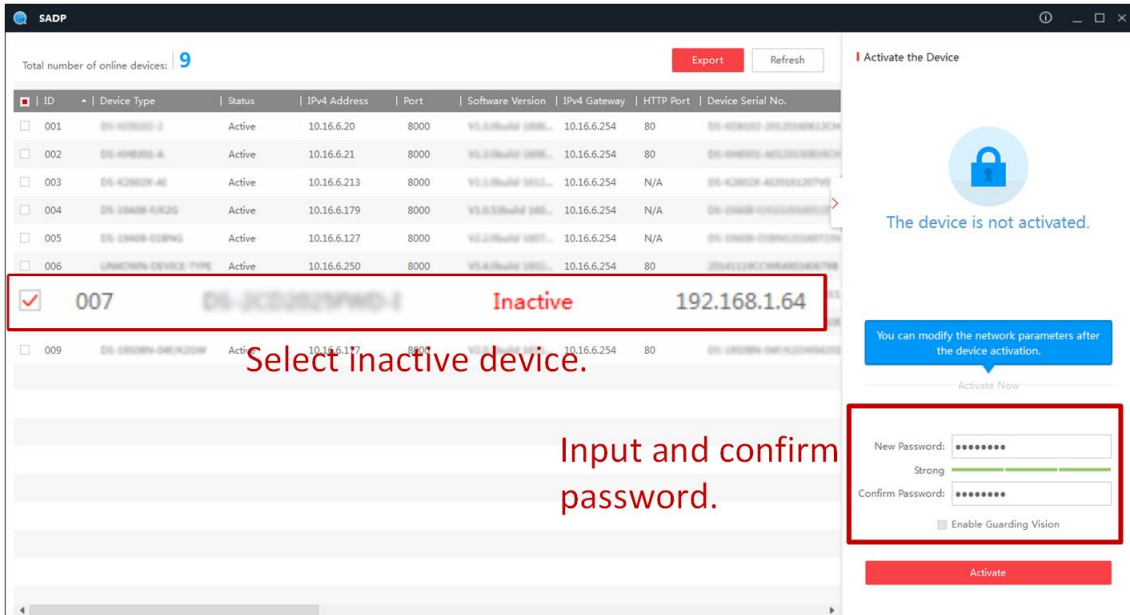 SADP
Total number of online devices: 9
Export
Refresh
ID Device Type Status IPv4 Address Port Software Version IPv4 Gateway HTTP Port Device Serial No.
001 Active 10.16.6.20 8000 10.16.6.254 80
002 Active 10.16.6.21 8000 10.16.6.254 80
003 Active 10.16.6.213 8000 10.16.6.254 N/A
004 Active 10.16.6.179 8000 10.16.6.254 N/A
005 Active 10.16.6.127 8000 10.16.6.254 N/A
006 UNKOWN-DEVICE-TYPE Active 10.16.6.250 8000 10.16.6.254 80
007 Inactive 192.168.1.64
009 Active 10.16.6.177 8000 10.16.6.254 80
Select inactive device.
Input and confirm
password.
Activate the Device
The device is not activated.
You can modify the network parameters after
the device activation.
Activate Now
New Password:
Strong
Confirm Password:
Enable Guarding Vision
Activate